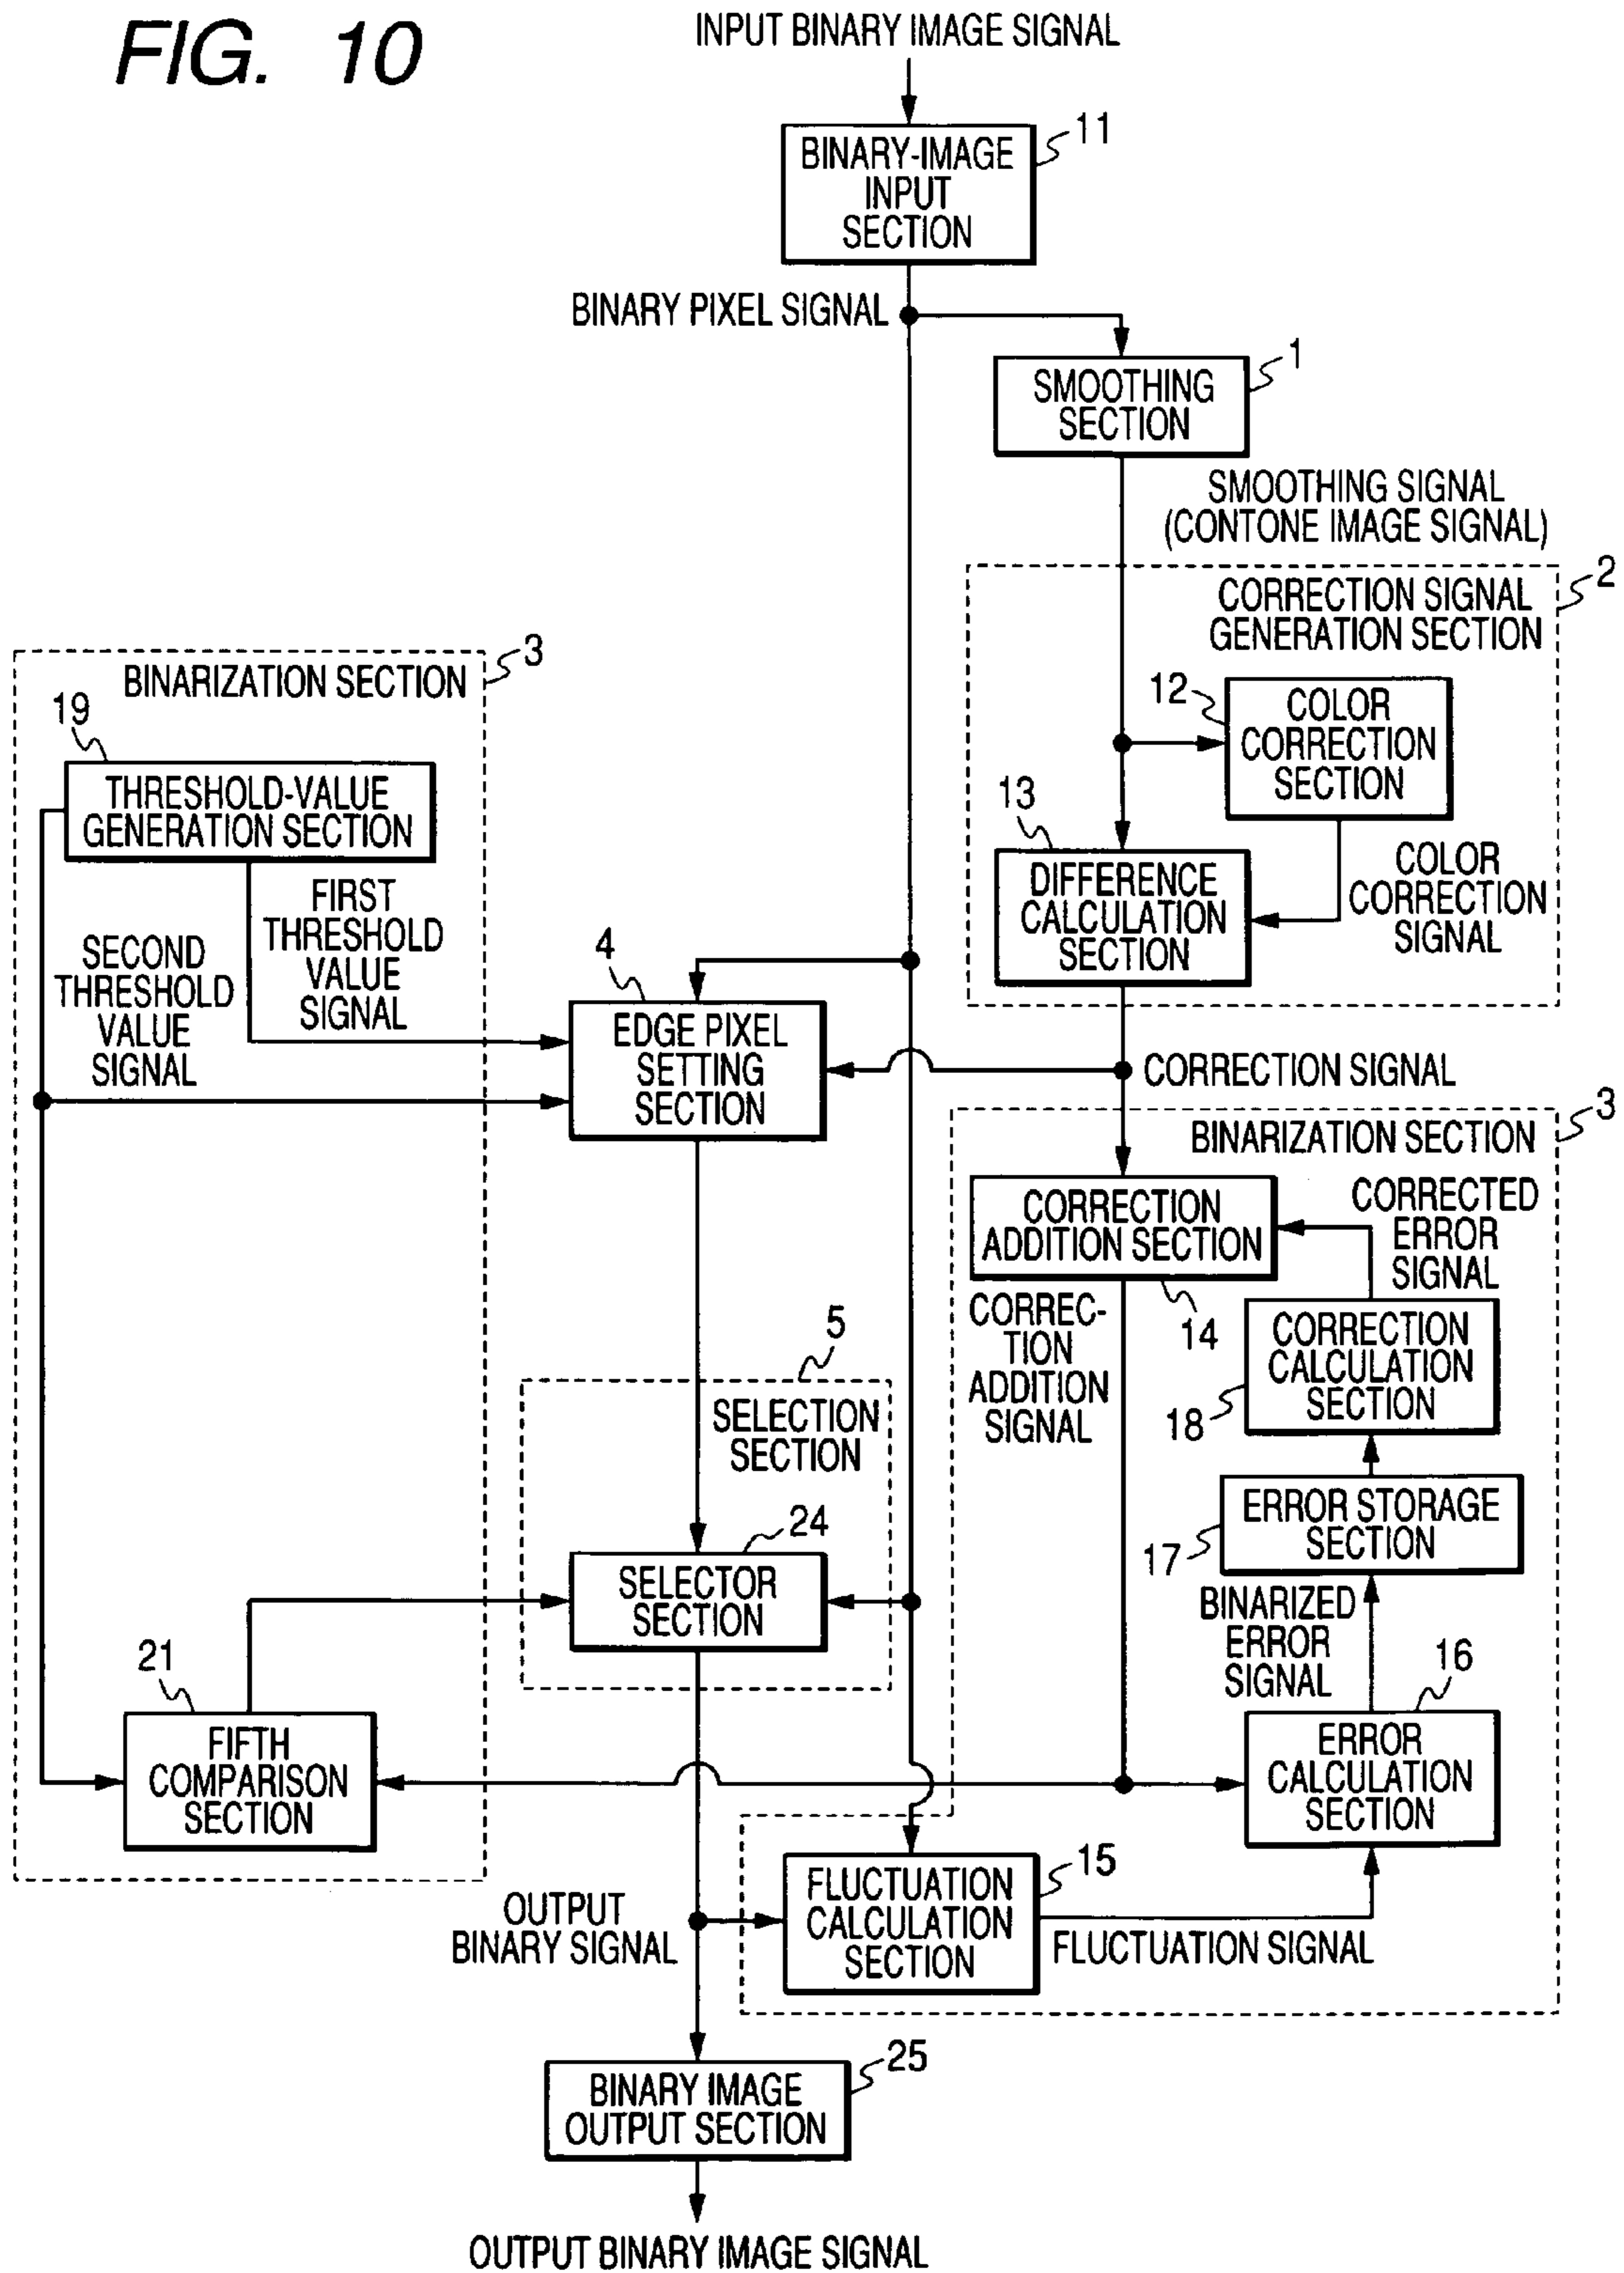 FIG. 10
INPUT BINARY IMAGE SIGNAL
11
BINARY-IMAGE
INPUT
SECTION
BINARY PIXEL SIGNAL
1
SMOOTHING
SECTION
SMOOTHING SIGNAL
(CONTONE IMAGE SIGNAL)
2
CORRECTION SIGNAL
GENERATION SECTION
12
COLOR
CORRECTION
SECTION
13
DIFFERENCE
CALCULATION
SECTION
COLOR
CORRECTION
SIGNAL
3
BINARIZATION SECTION
19
THRESHOLD-VALUE
GENERATION SECTION
FIRST
THRESHOLD
VALUE
SIGNAL
SECOND
THRESHOLD
VALUE
SIGNAL
4
EDGE PIXEL
SETTING
SECTION
CORRECTION SIGNAL
3
BINARIZATION SECTION
CORRECTION
ADDITION SECTION
14
CORRECTED
ERROR
SIGNAL
CORREC-
TION
ADDITION
SIGNAL
CORRECTION
CALCULATION
SECTION
18
ERROR STORAGE
SECTION
17
BINARIZED
ERROR
SIGNAL
16
ERROR
CALCULATION
SECTION
5
SELECTION
SECTION
24
SELECTOR
SECTION
21
FIFTH
COMPARISON
SECTION
15
FLUCTUATION
CALCULATION
SECTION
FLUCTUATION SIGNAL
OUTPUT
BINARY SIGNAL
25
BINARY IMAGE
OUTPUT SECTION
OUTPUT BINARY IMAGE SIGNAL